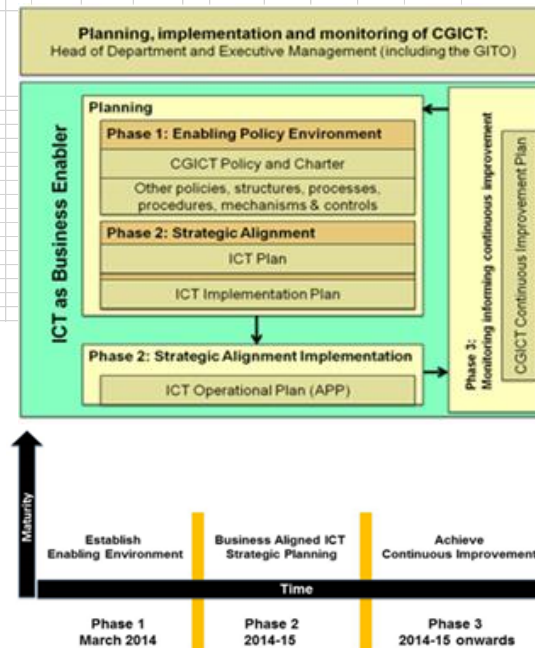 Planning, implementation and monitoring of CGICT:
Head of Department and Executive Management (including the GITO)
ICT as Business Enabler
Planning
Phase 1: Enabling Policy Environment
CGICT Policy and Charter
Other policies, structures, processes,
procedures, mechanisms & controls
Phase 2: Strategic Alignment
ICT Plan
ICT Implementation Plan
Phase 2: Strategic Alignment Implementation
ICT Operational Plan (APP)
Phase 3:
Monitoring informing continuous improvement
CGICT Continuous Improvement Plan
Maturity
Establish
Enabling Environment
Business Aligned ICT
Strategic Planning
Achieve
Continuous Improvement
Time
Phase 1
March 2014
Phase 2
2014-15
Phase 3
2014-15 onwards